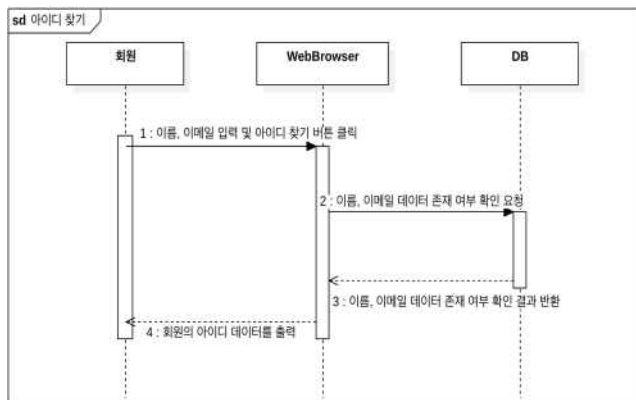 sd 아이디 찾기
회원
WebBrowser
DB
1 : 이름, 이메일 입력 및 아이디 찾기 버튼 클릭
2 : 이름, 이메일 데이터 존재 여부 확인 요청
3 : 이름, 이메일 데이터 존재 여부 확인 결과 반환
4 : 회원의 아이디 데이터를 출력